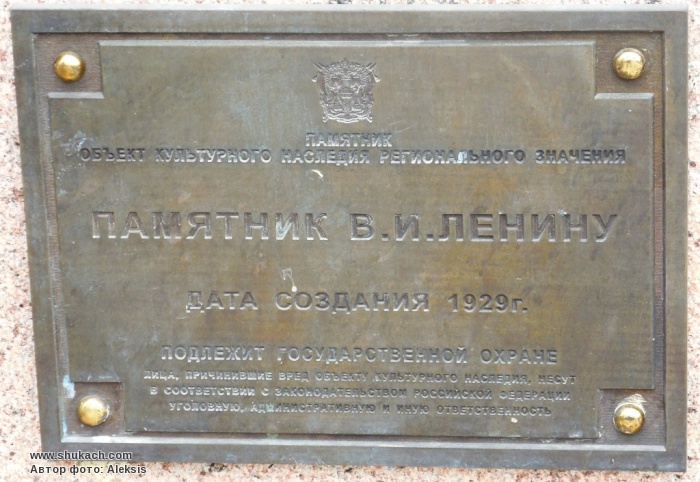 ПАМЯТНИК
ОБЪЕКТ КУЛЬТУРНОГО НАСЛЕДИЯ РЕГИОНАЛЬНОГО ЗНАЧЕНИЯ
ПАМЯТНИК В.И.ЛЕНИНУ
ДАТА СОЗДАНИЯ 1929г.
ПОДЛЕЖИТ ГОСУДАРСТВЕННОЙ ОХРАНЕ
ЛИЦА, ПРИЧИНИВШИЕ ВРЕД ОБЪЕКТУ КУЛЬТУРНОГО НАСЛЕДИЯ, НЕСУТ
В СООТВЕТСТВИИ С ЗАКОНОДАТЕЛЬСТВОМ РОССИЙСКОЙ ФЕДЕРАЦИИ
УГОЛОВНУЮ, АДМИНИСТРАТИВНУЮ И ИНУЮ ОТВЕТСТВЕННОСТЬ
www.shukach.com
Автор фото: Aleksis